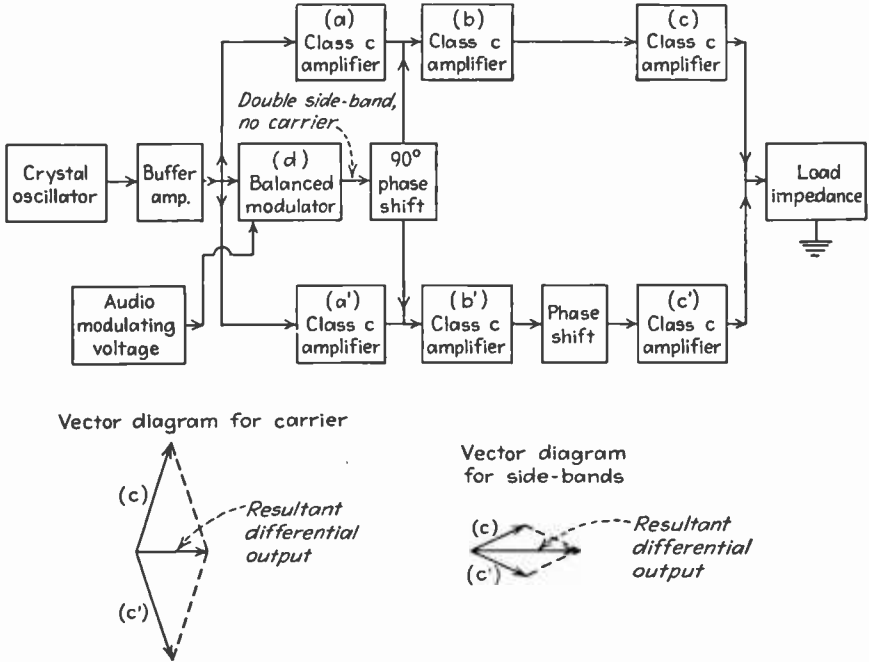 (a)
Class c
amplifier
(b)
Class c
amplifier
(c)
Class c
amplifier
Double side-band,
no carrier
Crystal
oscillator
Buffer
amp.
(d)
Balanced
modulator
90°
phase
shift
Load
impedance
Audio
modulating
voltage
(a')
Class c
amplifier
(b')
Class c
amplifier
Phase
shift
(c')
Class c
amplifier
Vector diagram for carrier
(c)
Resultant
differential
output
(c')
Vector diagram
for side-bands
(c)
Resultant
differential
output
(c')